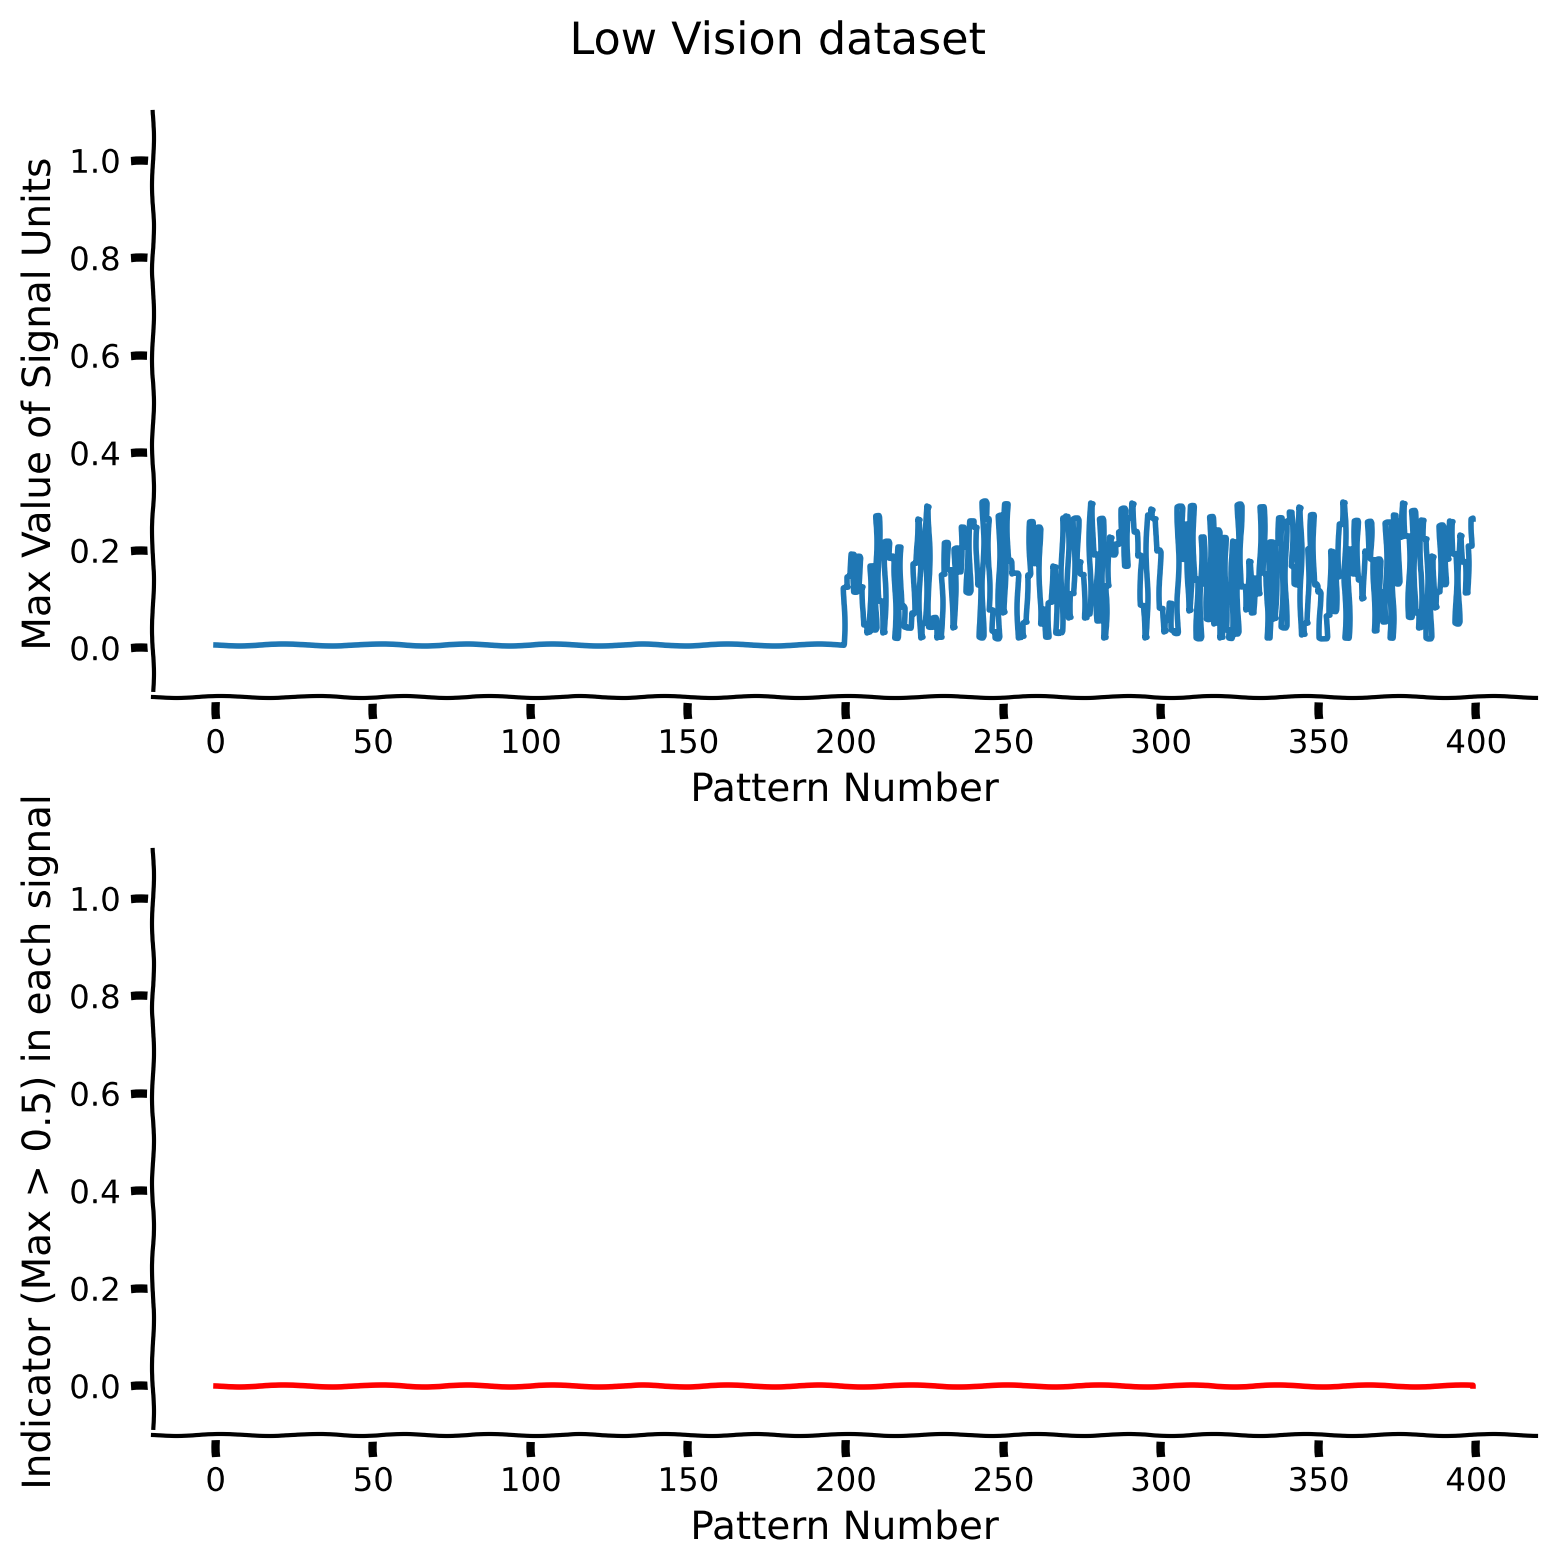 Low Vision dataset
Max Value of Signal Units
1.0
0.8
0.6
0.4
0.2
0.0
0 50 100 150 200 250 300 350 400
Pattern Number
Indicator (Max > 0.5) in each signal
1.0
0.8
0.6
0.4
0.2
0.0
0 50 100 150 200 250 300 350 400
Pattern Number